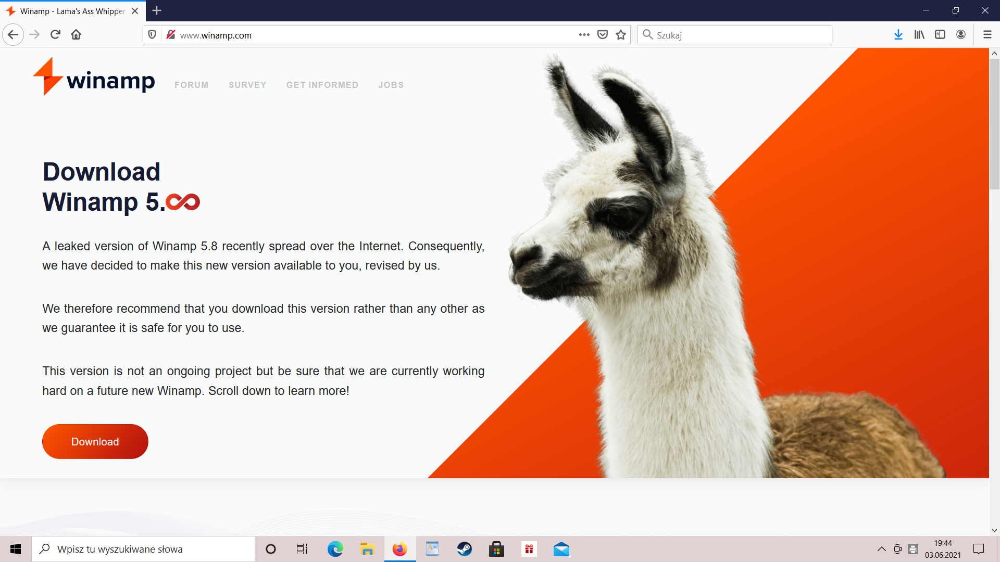 Winamp - Lama's Ass Whipper
www.winamp.com
Szukaj
winamp
FORUM
SURVEY
GET INFORMED
JOBS
Download
Winamp 5.∞
A leaked version of Winamp 5.8 recently spread over the Internet. Consequently,
we have decided to make this new version available to you, revised by us.
We therefore recommend that you download this version rather than any other as
we guarantee it is safe for you to use.
This version is not an ongoing project but be sure that we are currently working
hard on a future new Winamp. Scroll down to learn more!
Download
Wpisz tu wyszukiwane słowa
19:44
03.06.2021